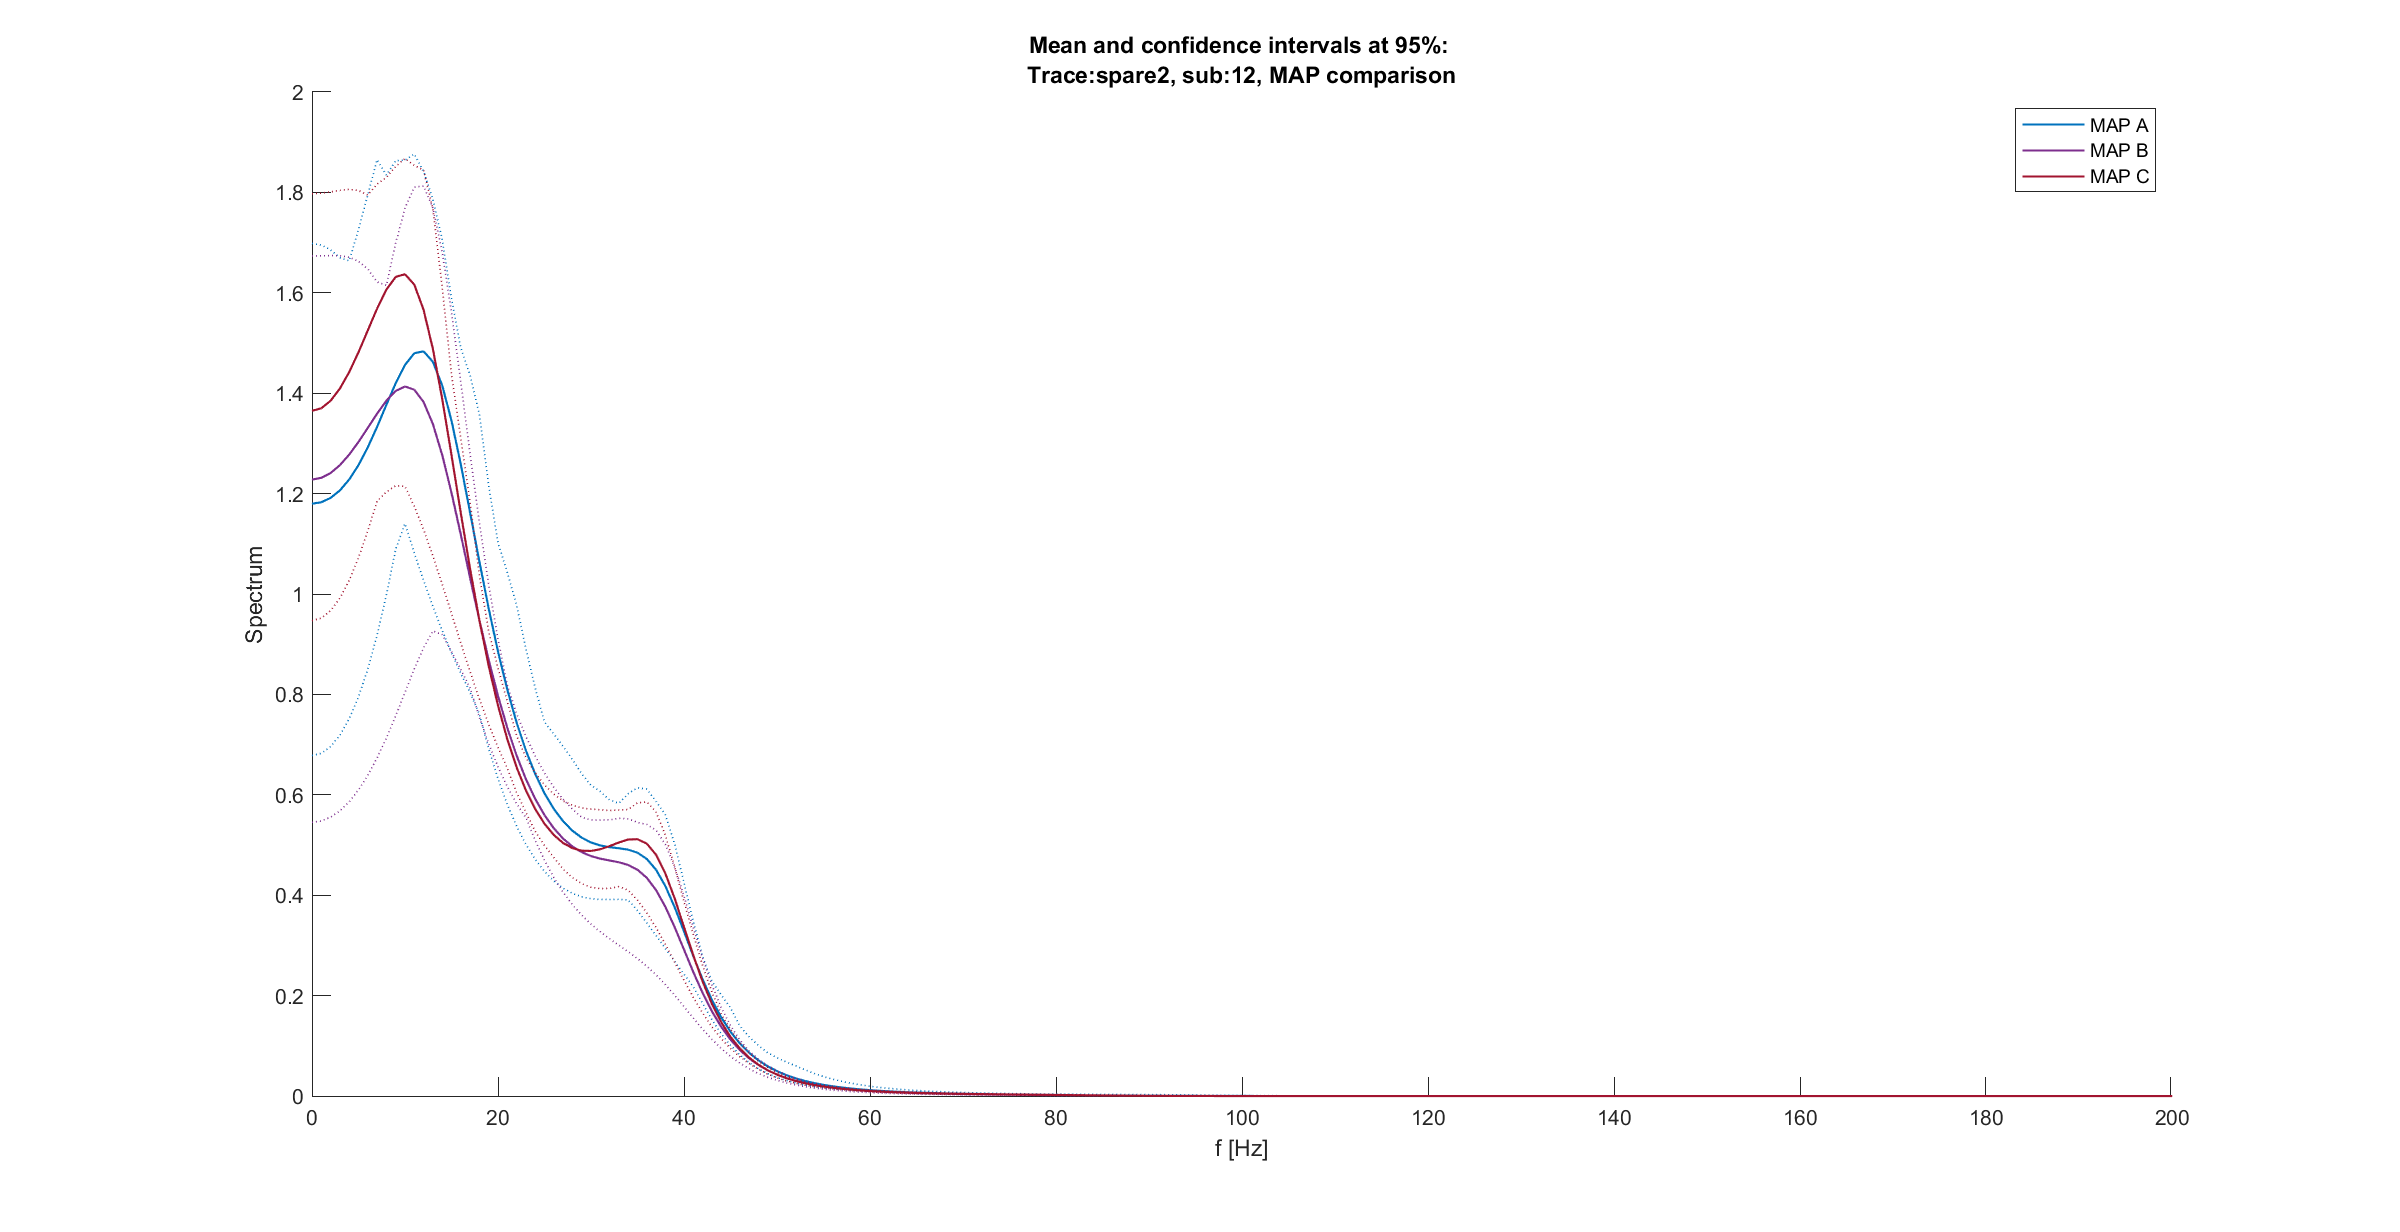 Mean and confidence intervals at 95%:
Trace:spare2, sub:12, MAP comparison
MAP A
MAP B
MAP C
Spectrum
2
1.8
1.6
1.4
1.2
1
0.8
0.6
0.4
0.2
0
0 20 40 60 80 100 120 140 160 180 200
f [Hz]